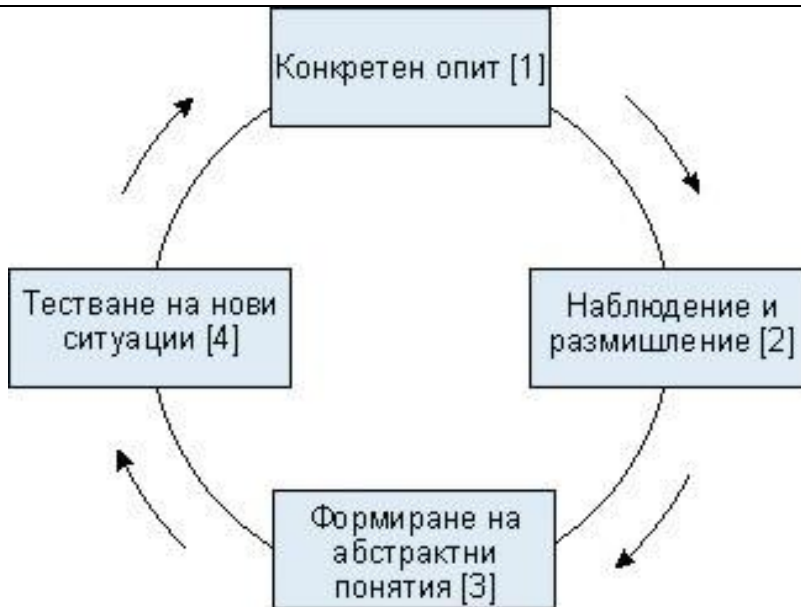 Конкретен опит [1]
Наблюдение и
размишление [2]
Формиране на
абстрактни
понятия [3]
Тестване на нови
ситуации [4]